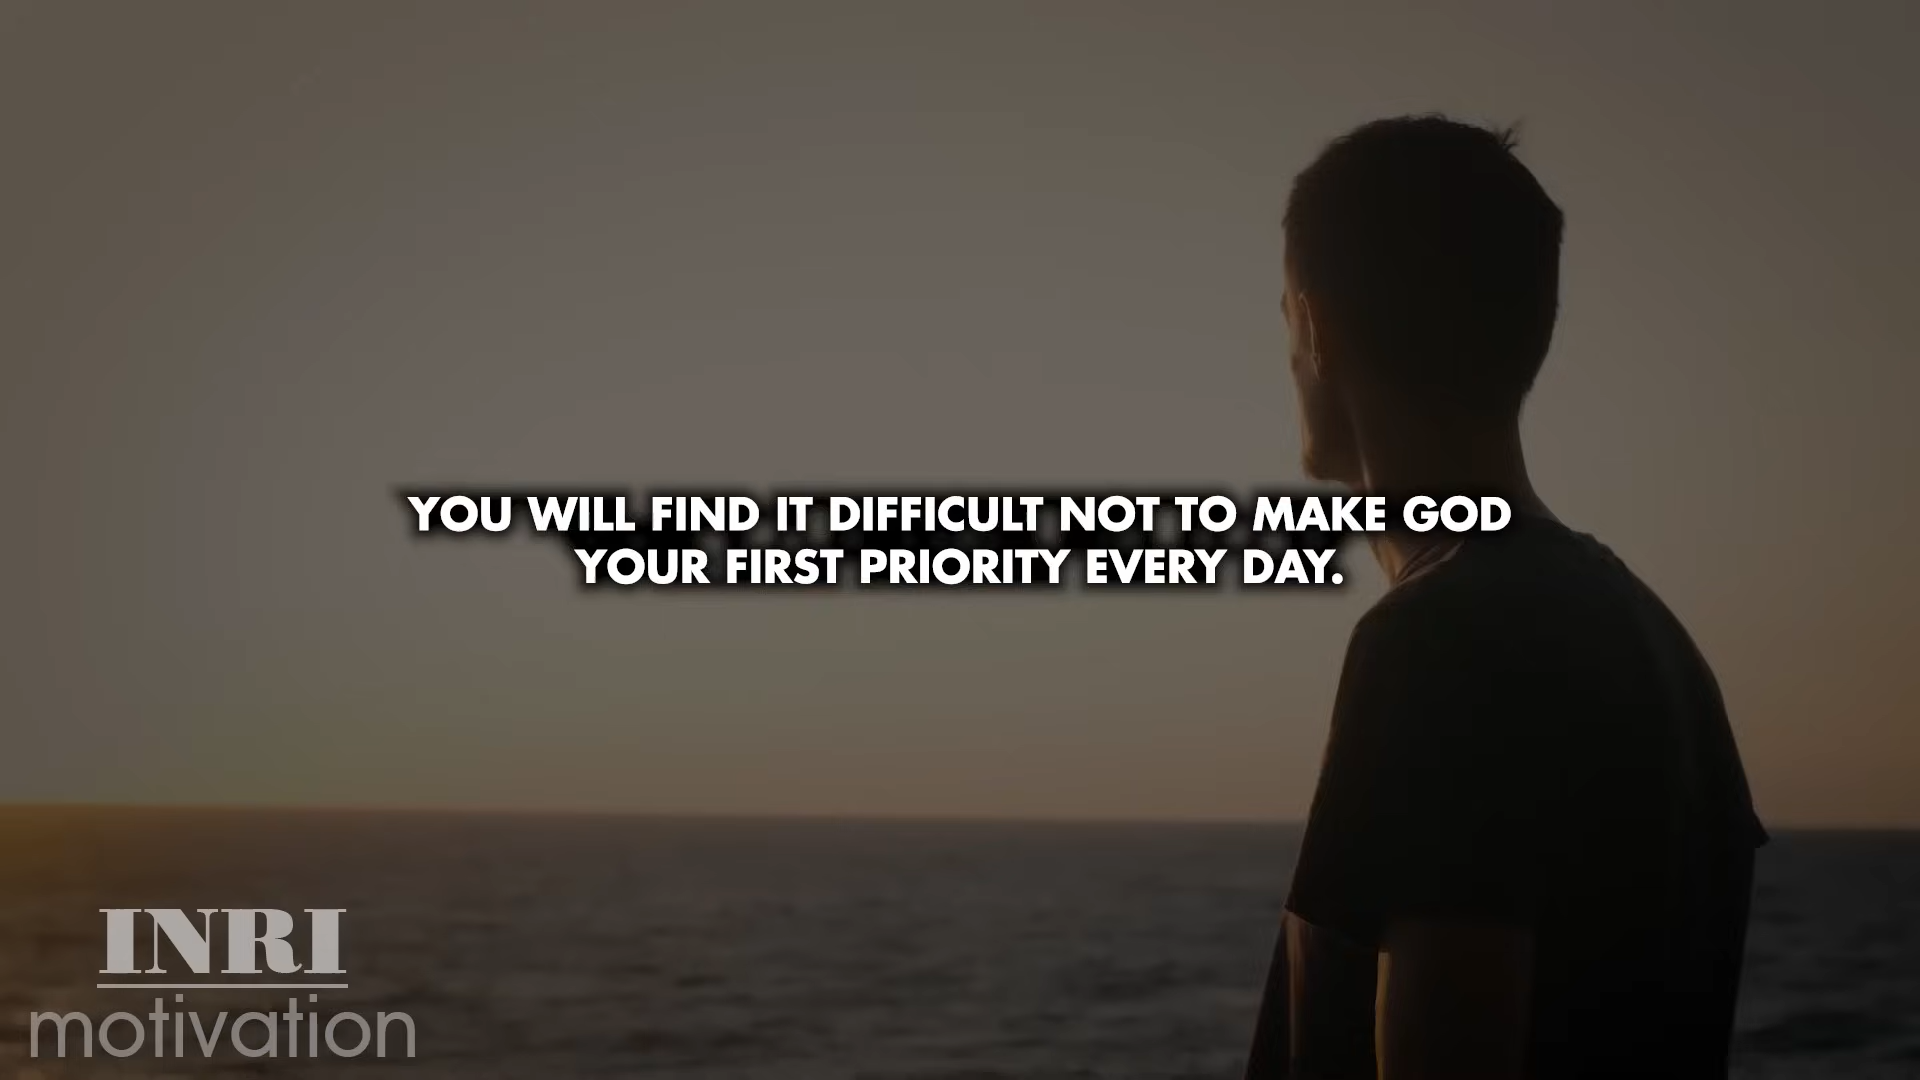 YOU WILL FIND IT DIFFICULT NOT TO MAKE GOD
YOUR FIRST PRIORITY EVERY DAY.
INRI
motivation